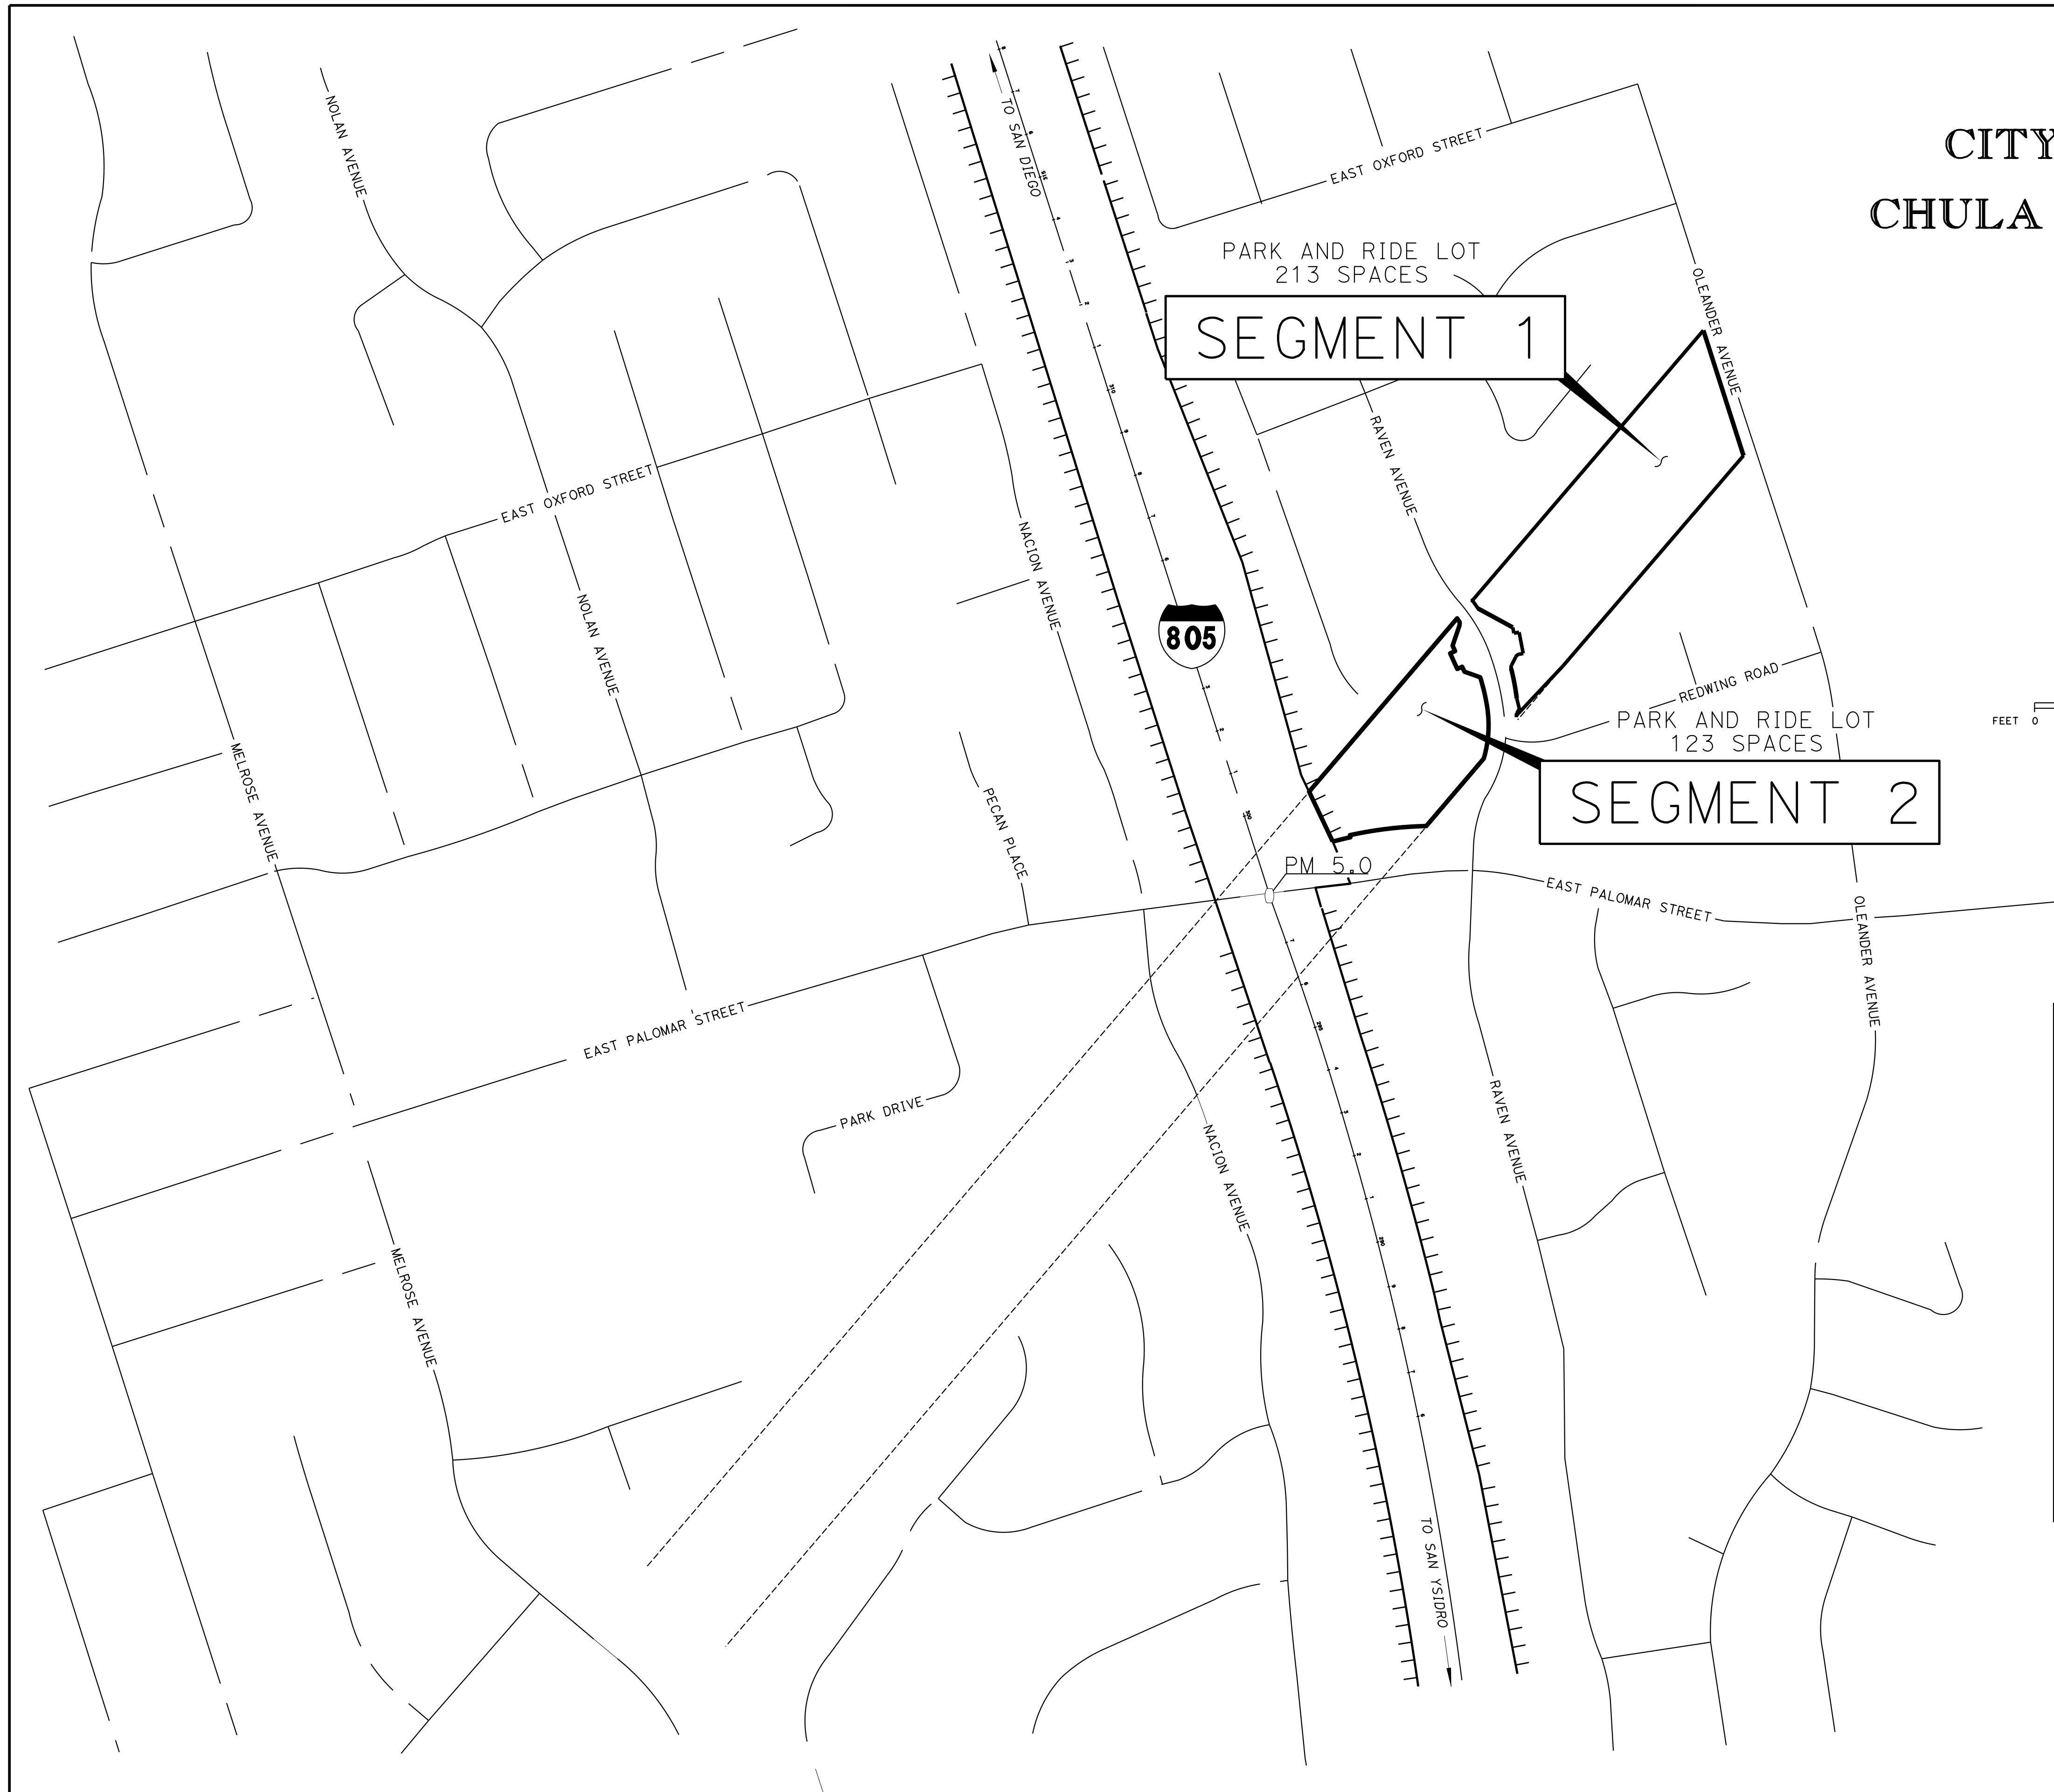 CITY
CHULA
TO SAN DIEGO
NOLAN AVENUE
EAST OXFORD STREET
PARK AND RIDE LOT
213 SPACES
SEGMENT 1
OLEANDER AVENUE
RAVEN AVENUE
EAST OXFORD STREET
NACION AVENUE
NOLAN AVENUE
805
REDWING ROAD
PARK AND RIDE LOT
123 SPACES
FEET 0
SEGMENT 2
MELROSE AVENUE
PECAN PLACE
PM 5.0
EAST PALOMAR STREET
OLEANDER AVENUE
EAST PALOMAR STREET
PARK DRIVE
RAVEN AVENUE
NACION AVENUE
MELROSE AVENUE
TO SAN YSIDRO